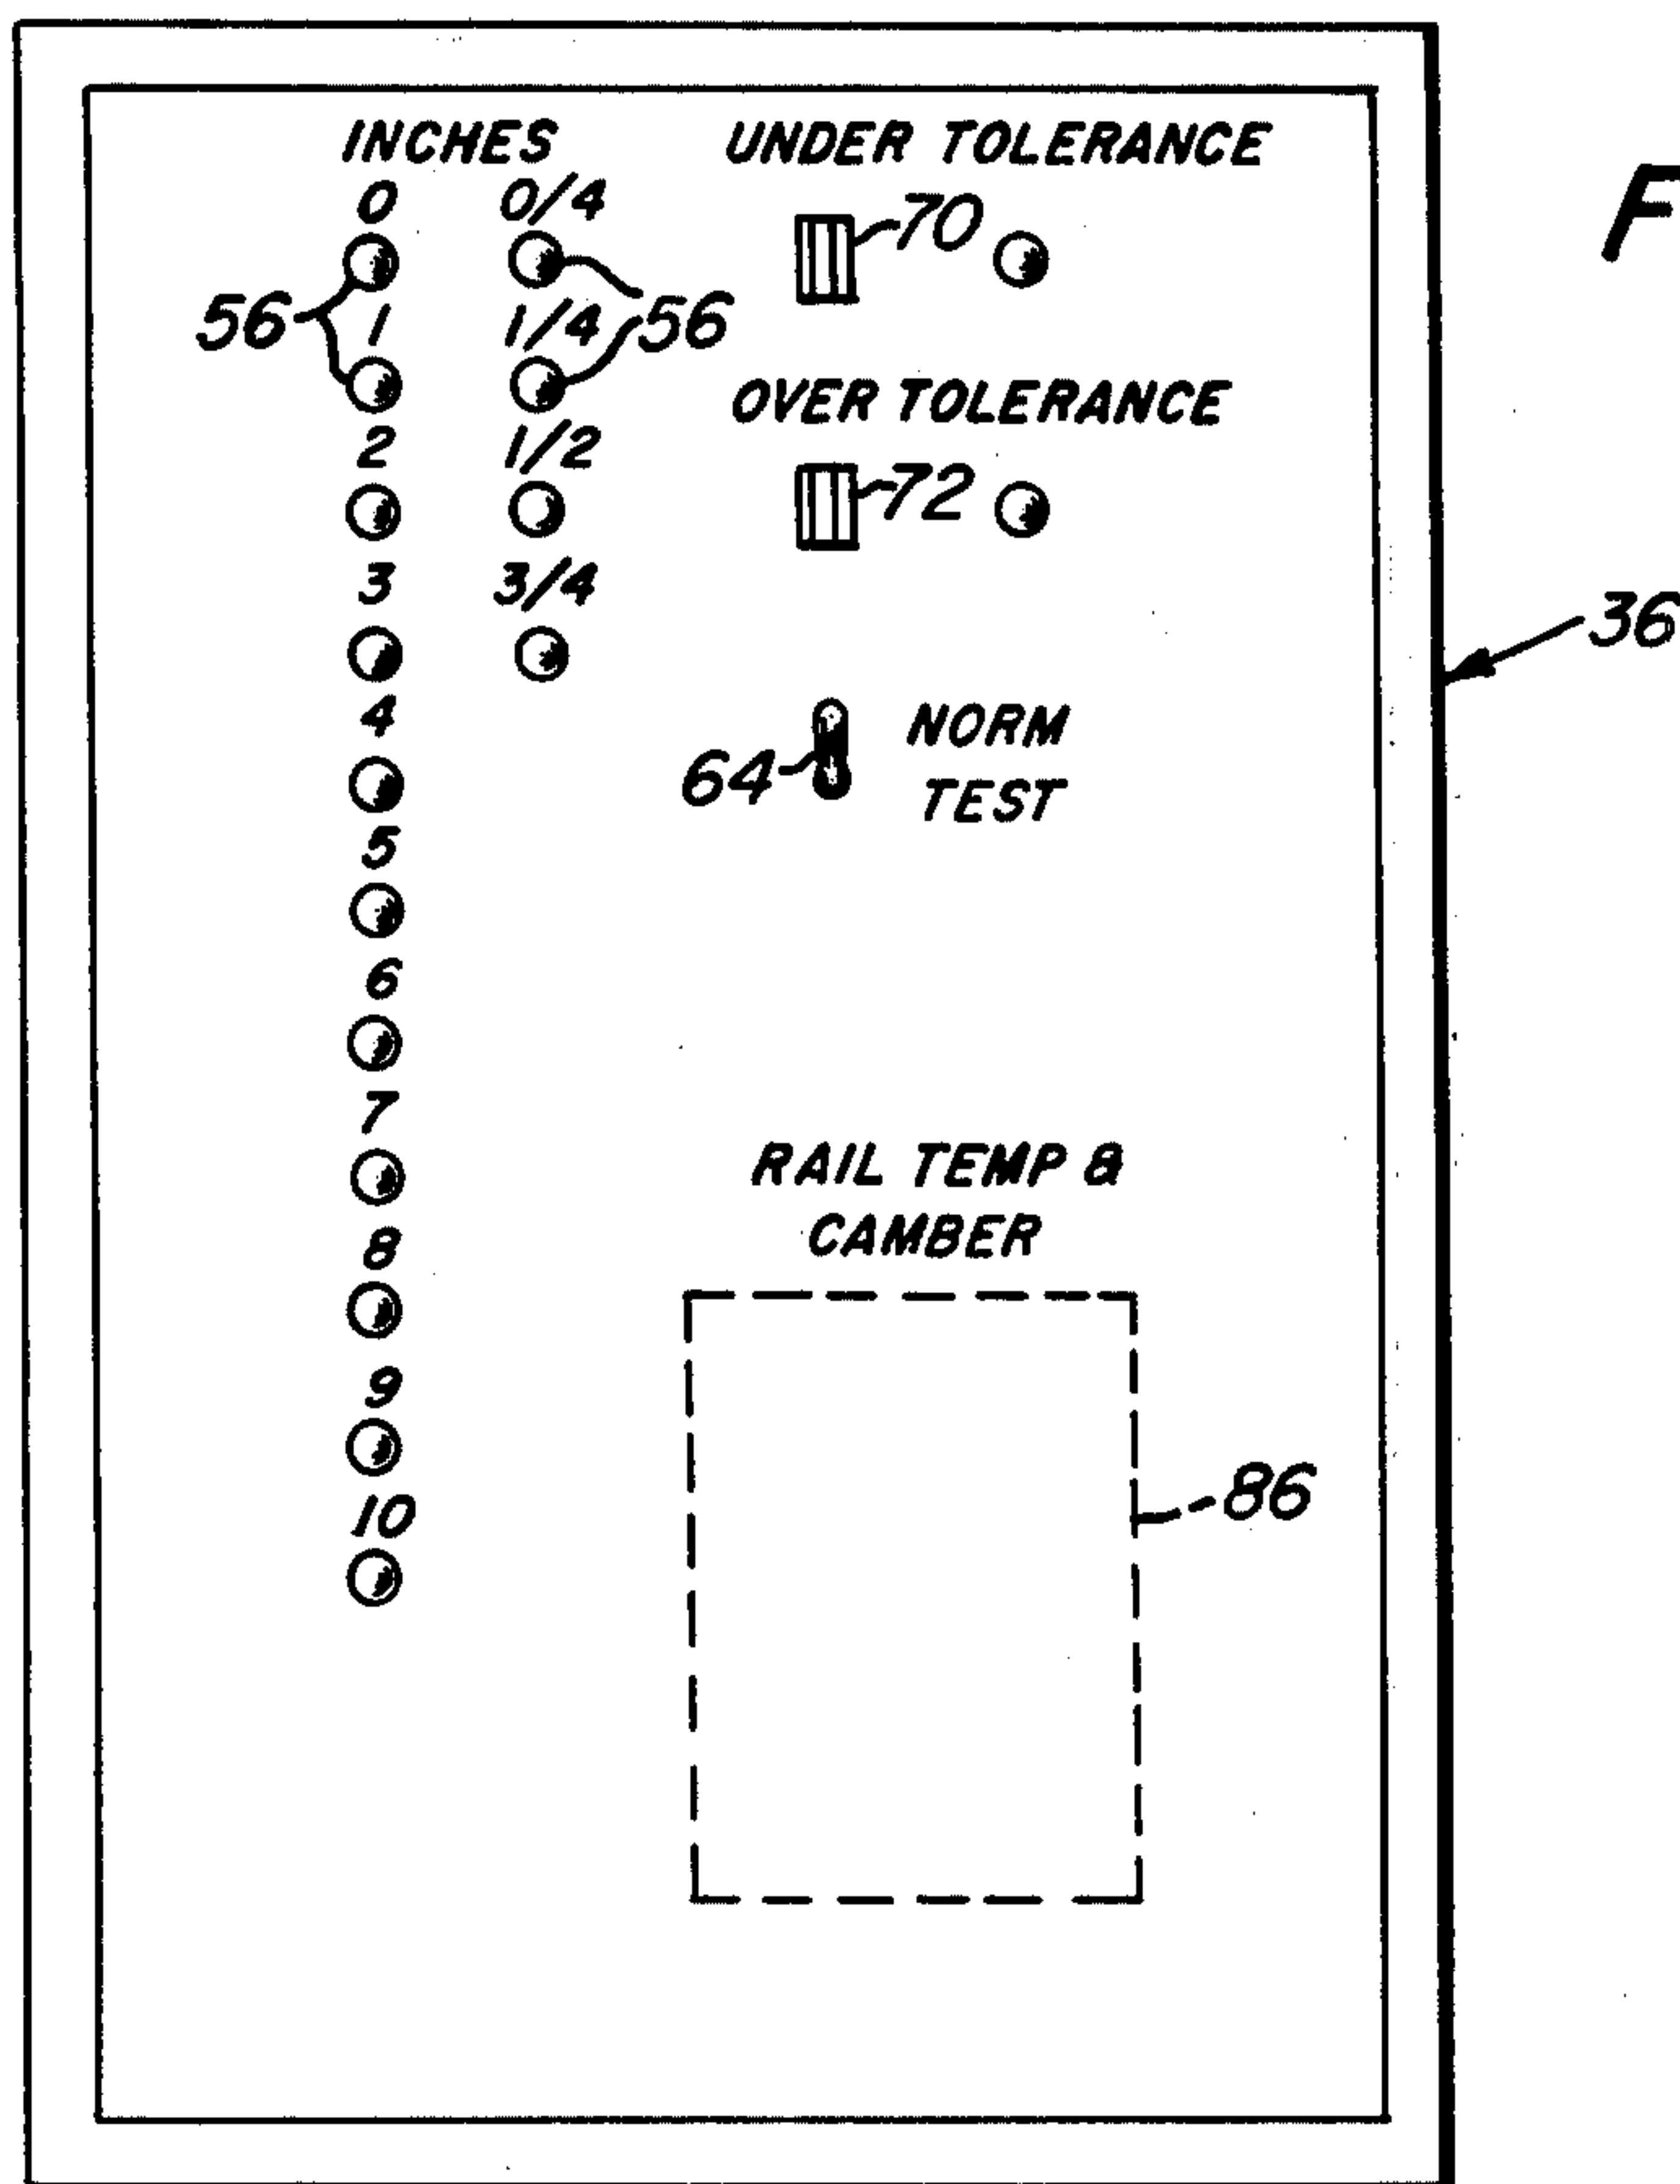 INCHES UNDER TOLERANCE
0 0/4
70
56 1 1/4 56
OVER TOLERANCE
2 1/2
72
3 3/4
36
4 NORM
64 TEST
5
6
7
RAIL TEMP &
CAMBER
8
9
86
10
F